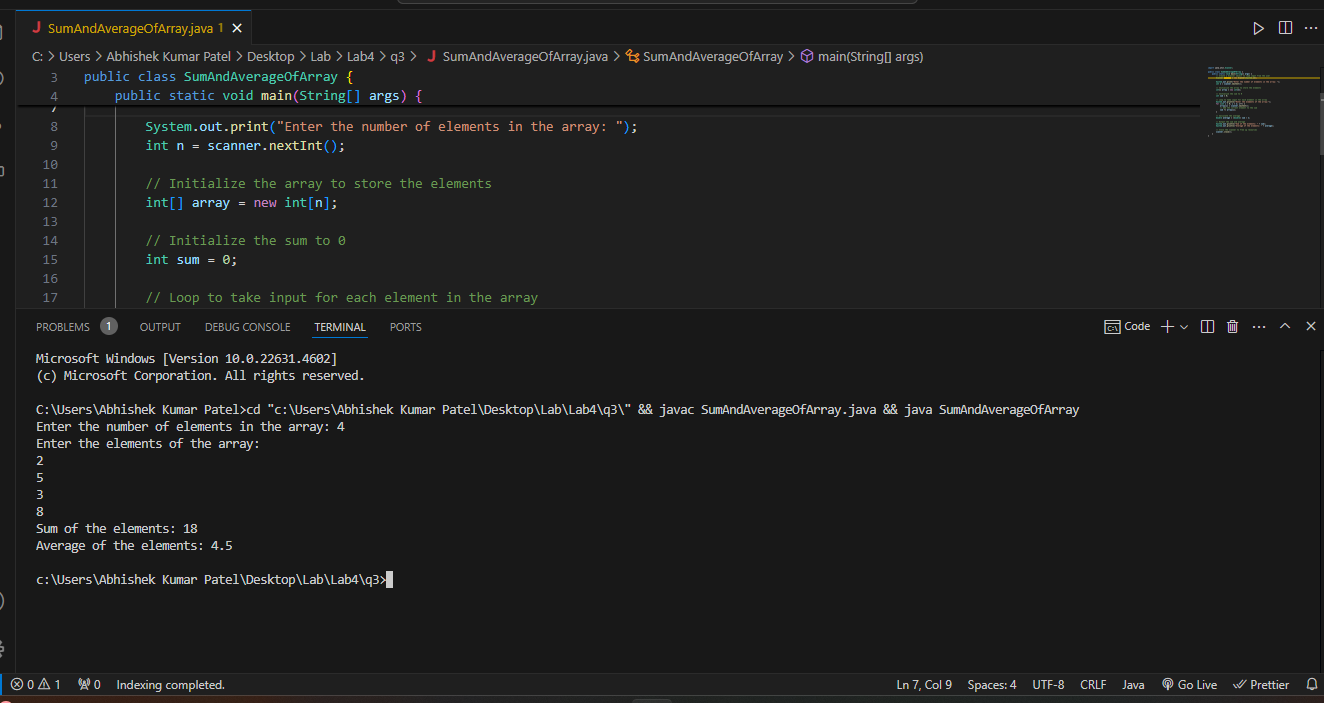 SumAndAverageOfArray.java 1
C: > Users > Abhishek Kumar Patel > Desktop > Lab > Lab4 > q3 > SumAndAverageOfArray.java > SumAndAverageOfArray > main(String[] args)
3 public class SumAndAverageOfArray {
4 public static void main(String[] args) {
7
8 System.out.print("Enter the number of elements in the array: ");
9 int n = scanner.nextInt();
10
11 // Initialize the array to store the elements
12 int[] array = new int[n];
13
14 // Initialize the sum to 0
15 int sum = 0;
16
17 // Loop to take input for each element in the array
PROBLEMS 1 OUTPUT DEBUG CONSOLE TERMINAL PORTS Code
Microsoft Windows [Version 10.0.22631.4602]
(c) Microsoft Corporation. All rights reserved.
C:\Users\Abhishek Kumar Patel>cd "c:\Users\Abhishek Kumar Patel\Desktop\Lab\Lab4\q3\" && javac SumAndAverageOfArray.java && java SumAndAverageOfArray
Enter the number of elements in the array: 4
Enter the elements of the array:
2
5
3
8
Sum of the elements: 18
Average of the elements: 4.5
c:\Users\Abhishek Kumar Patel\Desktop\Lab\Lab4\q3>
0 1 0 Indexing completed. Ln 7, Col 9 Spaces: 4 UTF-8 CRLF Java Go Live Prettier